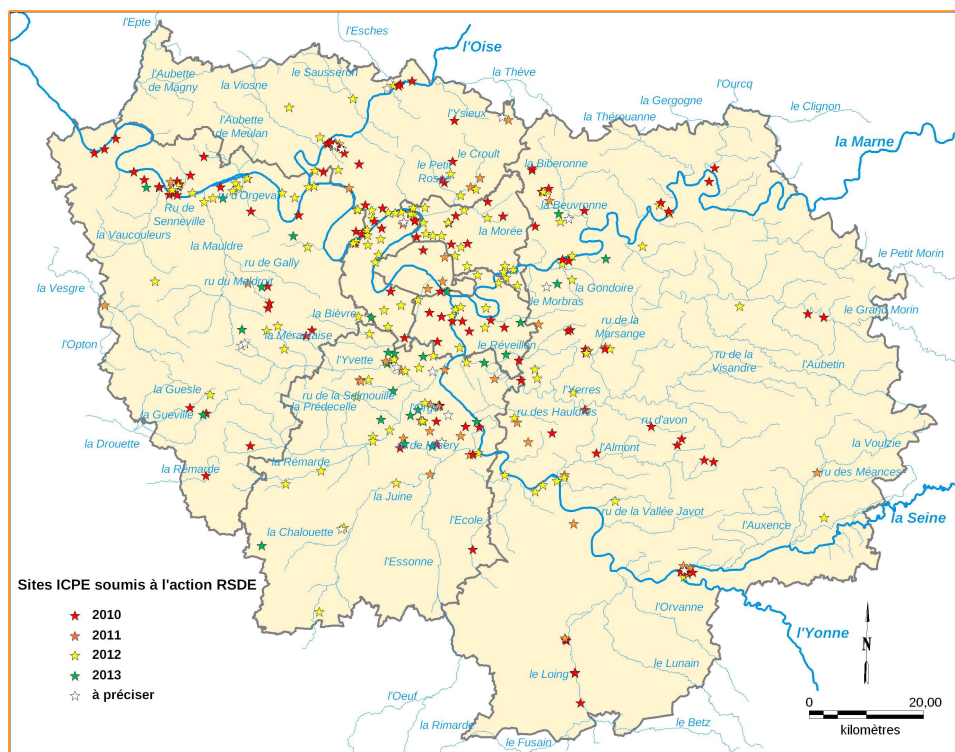 l'Epte
l'Esches
l'Oise
l'Aubette
de Magny
la Viosne
le Sausseron
la Thève
l'Ourcq
la Gergogne
le Clignon
l'Ysieux
la Thérouanne
l'Aubette
de Meulan
la Marne
le Croult
le Petit
Rosne
la Biberonne
la Beuvronne
ru d'Orgeval
Ru de
Senneville
la Morée
la Vaucouleurs
la Mauldre
le Petit Morin
ru de Gally
ru du Maldroit
la Vesgre
la Gondoire
le Morbras
la Bièvre
ru de la
Marsange
le Grand Morin
l'Opton
la Mérantaise
le Réveillon
l'Yvette
ru de la
Visandre
l'Aubetin
la Guesle
ru de la Salmouille
la Prédecelle
l'Yerres
l'Orge
la Gueville
ru des Hauldres
ru d'avon
la Drouette
de Misery
l'Almont
la Voulzie
la Rémarde
la Rémarde
ru des Méances
la Juine
ru de la Vallée Javot
l'Ecole
l'Auxence
la Seine
la Chalouette
l'Essonne
Sites ICPE soumis à l'action RSDE
2010
2011
2012
2013
à préciser
l'Orvanne
l'Yonne
N
le Loing
le Lunain
l'Oeuf
la Rimarde
le Betz
le Fusain
0 20,00
kilomètres